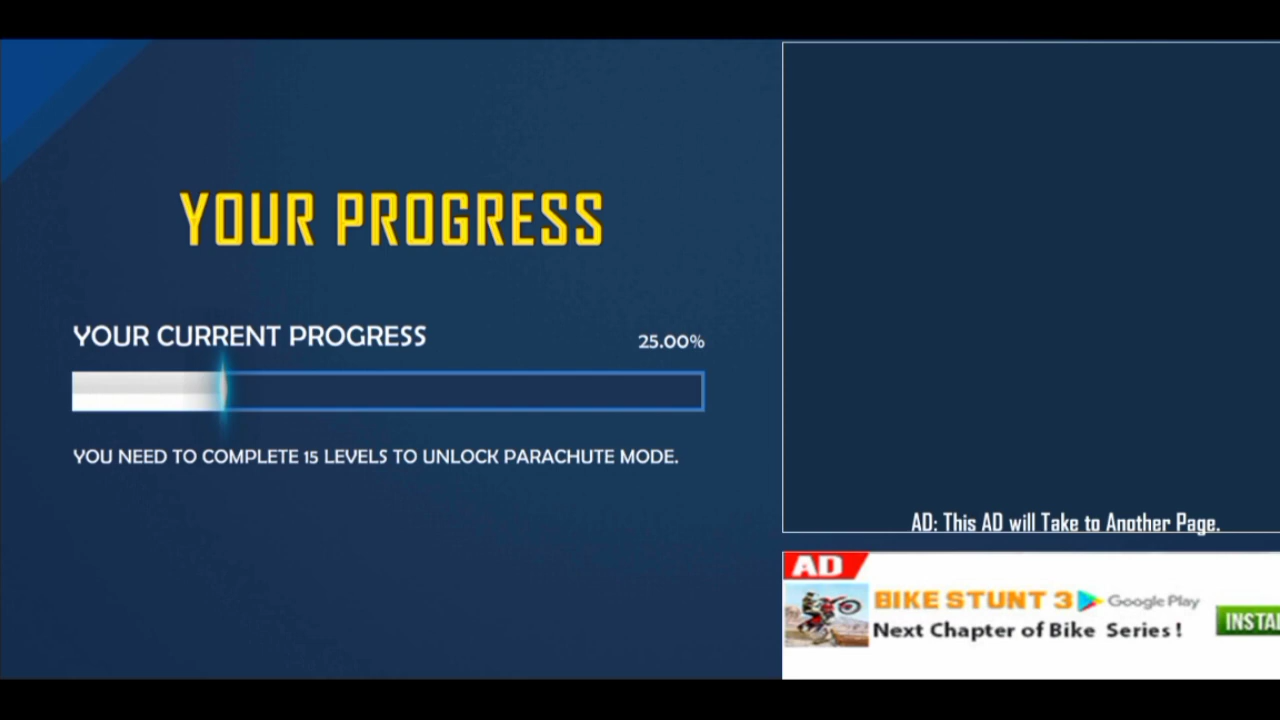 YOUR PROGRESS
YOUR CURRENT PROGRESS
25.00%
YOU NEED TO COMPLETE 15 LEVELS TO UNLOCK PARACHUTE MODE.
AD: This AD will Take to Another Page.
AD
BIKE STUNT 3 Google Play
Next Chapter of Bike Series !